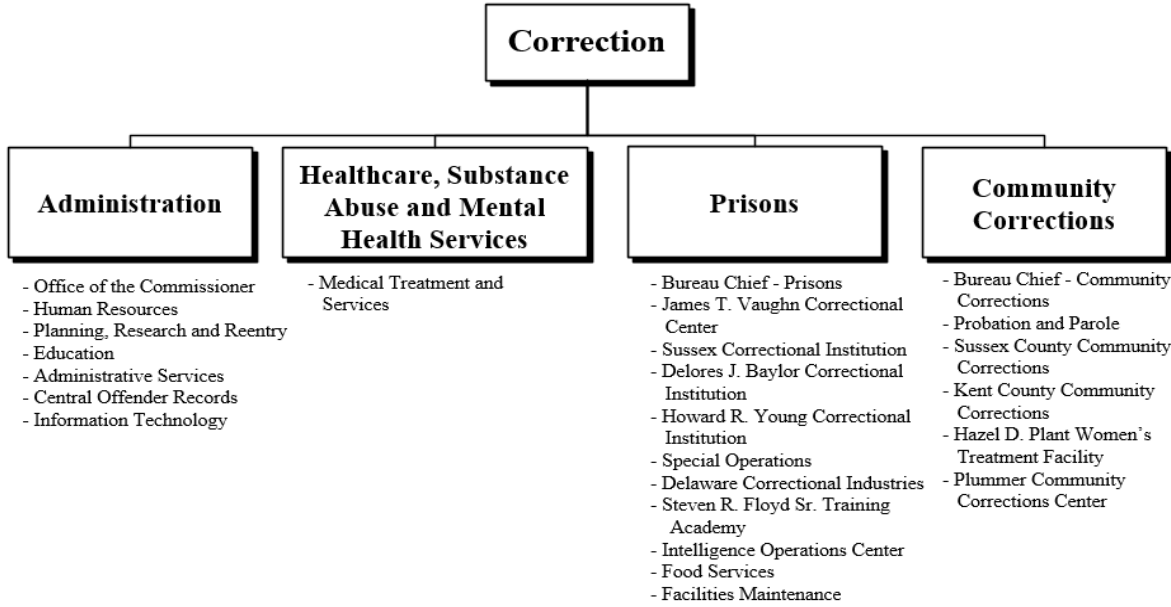 Correction
Administration
- Office of the Commissioner
- Human Resources
- Planning, Research and Reentry
- Education
- Administrative Services
- Central Offender Records
- Information Technology
Healthcare, Substance
Abuse and Mental
Health Services
- Medical Treatment and
Services
Prisons
- Bureau Chief - Prisons
- James T. Vaughn Correctional
Center
- Sussex Correctional Institution
- Delores J. Baylor Correctional
Institution
- Howard R. Young Correctional
Institution
- Special Operations
- Delaware Correctional Industries
- Steven R. Floyd Sr. Training
Academy
- Intelligence Operations Center
- Food Services
- Facilities Maintenance
Community
Corrections
- Bureau Chief - Community
Corrections
- Probation and Parole
- Sussex County Community
Corrections
- Kent County Community
Corrections
- Hazel D. Plant Women’s
Treatment Facility
- Plummer Community
Corrections Center